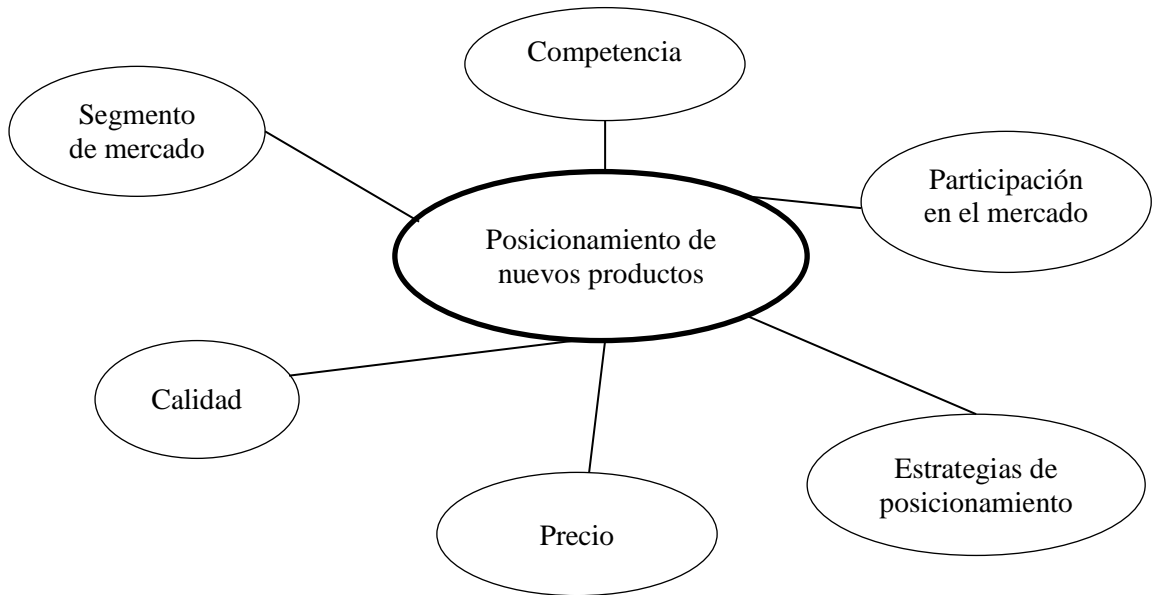 Competencia
Segmento
de mercado
Participación
en el mercado
Posicionamiento de
nuevos productos
Calidad
Estrategias de
posicionamiento
Precio